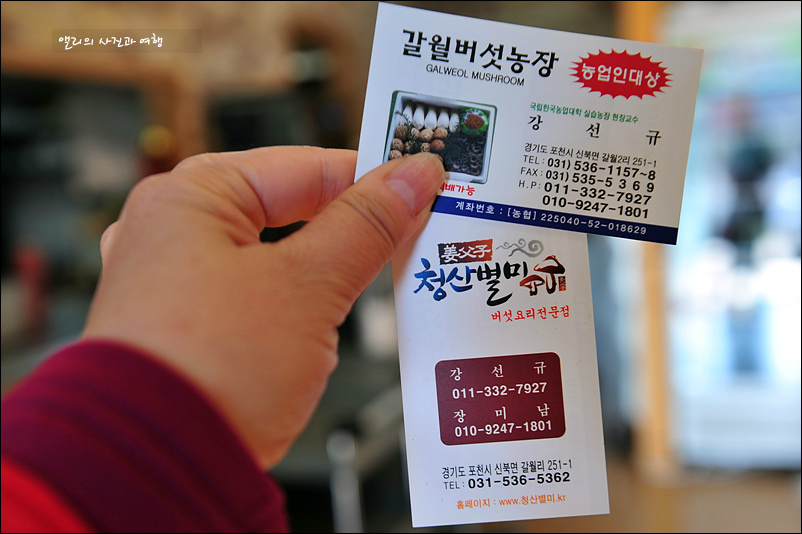 앨리의 사진과 여행
갈월버섯농장
GALWEOL MUSHROOM
농업인대상
국립한국농업대학 실습농장 현장교수
강 선 규
경기도 포천시 신북면 갈월2리 251-1
TEL : 031) 536-1157~8
FAX : 031) 535-5 3 6 9
H.P : 011-332-7927
010-9247-1801
배가능
계좌번호 : [농협] 225040-52-018629
姜父子
청산별미
버섯요리전문점
강 선 규
011-332-7927
장 미 남
010-9247-1801
경기도 포천시 신북면 갈월리 251-1
TEL : 031-536-5362
홈페이지 : www.청산별미.kr